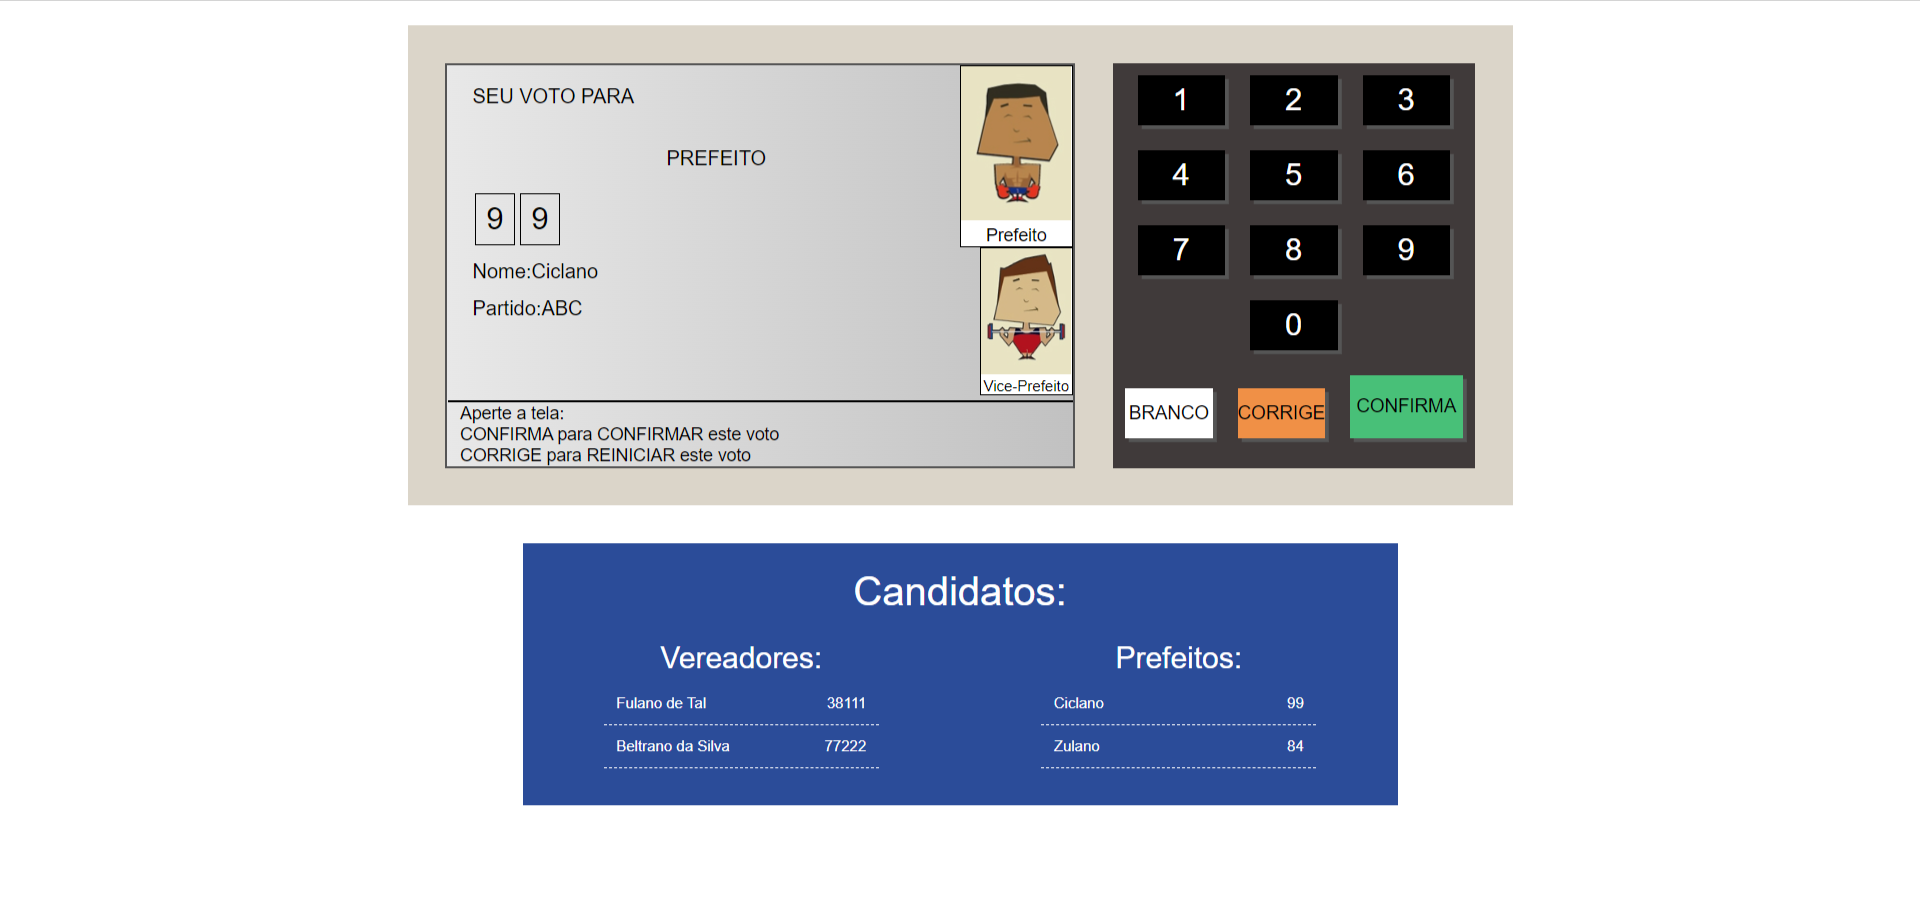 SEU VOTO PARA
PREFEITO
9 9
Nome:Ciclano
Partido:ABC
Prefeito
Vice-Prefeito
Aperte a tela:
CONFIRMA para CONFIRMAR este voto
CORRIGE para REINICIAR este voto
1 2 3
4 5 6
7 8 9
0
BRANCO CORRIGE CONFIRMA
Candidatos:
Vereadores:
Fulano de Tal 38111
Beltrano da Silva 77222
Prefeitos:
Ciclano 99
Zulano 84